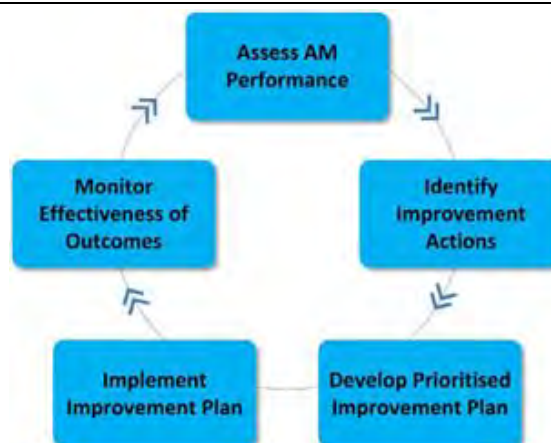 Assess AM
Performance
Identify
Improvement
Actions
Develop Prioritised
Improvement Plan
Implement
Improvement Plan
Monitor
Effectiveness of
Outcomes